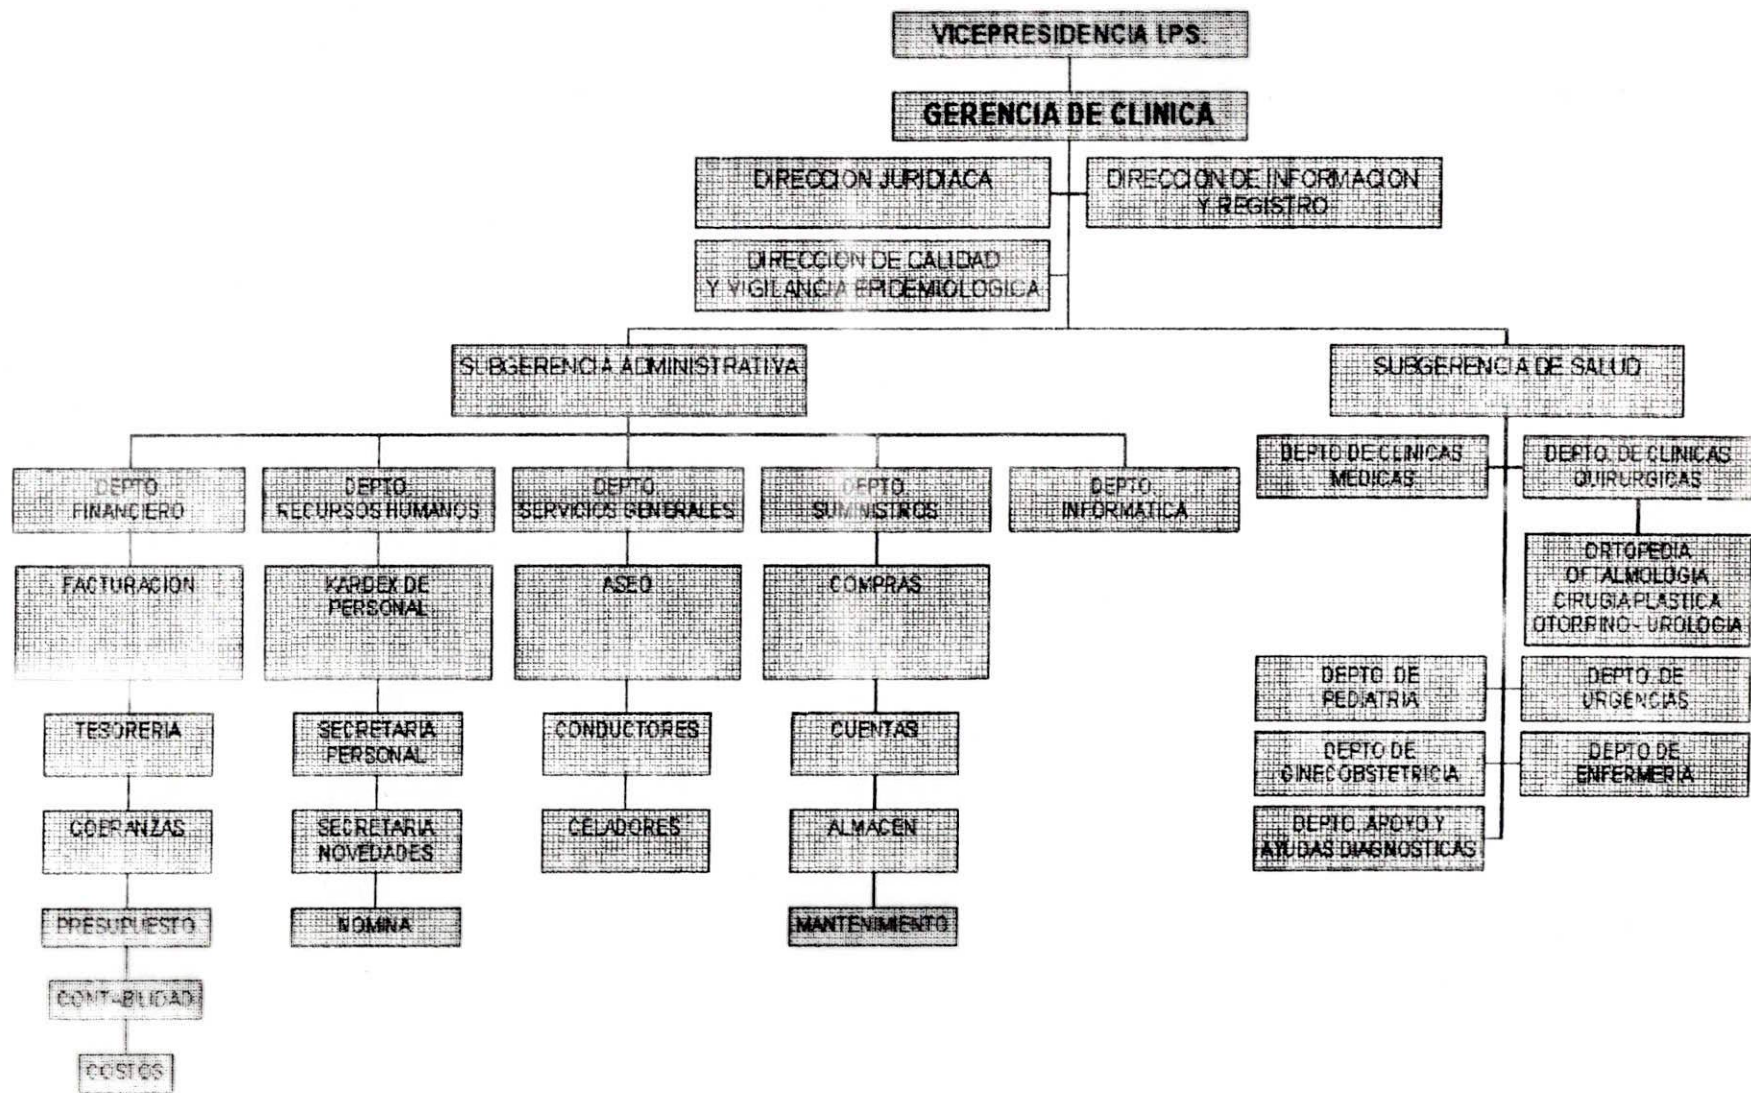 VICEPRESIDENCIA I.P.S.
GERENCIA DE CLINICA
DIRECCION JURIDIACA
DIRECCION DE INFORMACION
Y REGISTRO
DIRECCION DE CALIDAD
Y VIGILANCIA EPIDEMIOLOGICA
SUBGERENCIA ADMINISTRATIVA
SUBGERENCIA DE SALUD
DEPTO.
FINANCIERO
DEPTO.
RECURSOS HUMANOS
DEPTO.
SERVICIOS GENERALES
DEPTO.
SUMINISTROS
DEPTO.
INFORMATICA
DEPTO DE CLINICAS
MEDICAS
DEPTO. DE CLINICAS
QUIRURGICAS
FACTURACION
KARDEX DE
PERSONAL
ASEO
COMPRAS
ORTOPEDIA
OFTALMOLOGIA
CIRUGIA PLASTICA
OTORRINO - UROLOGIA
TESORERIA
SECRETARIA
PERSONAL
CONDUCTORES
CUENTAS
DEPTO. DE
PEDIATRIA
DEPTO. DE
URGENCIAS
DEPTO DE
GINECOBSTETRICIA
DEPTO DE
ENFERMERIA
COBRANZAS
SECRETARIA
NOVEDADES
CELADORES
ALMACEN
DEPTO. APOYO Y
AYUDAS DIAGNOSTICAS
PRESUPUESTO
NOMINA
MANTENIMIENTO
CONTABILIDAD
COSTOS